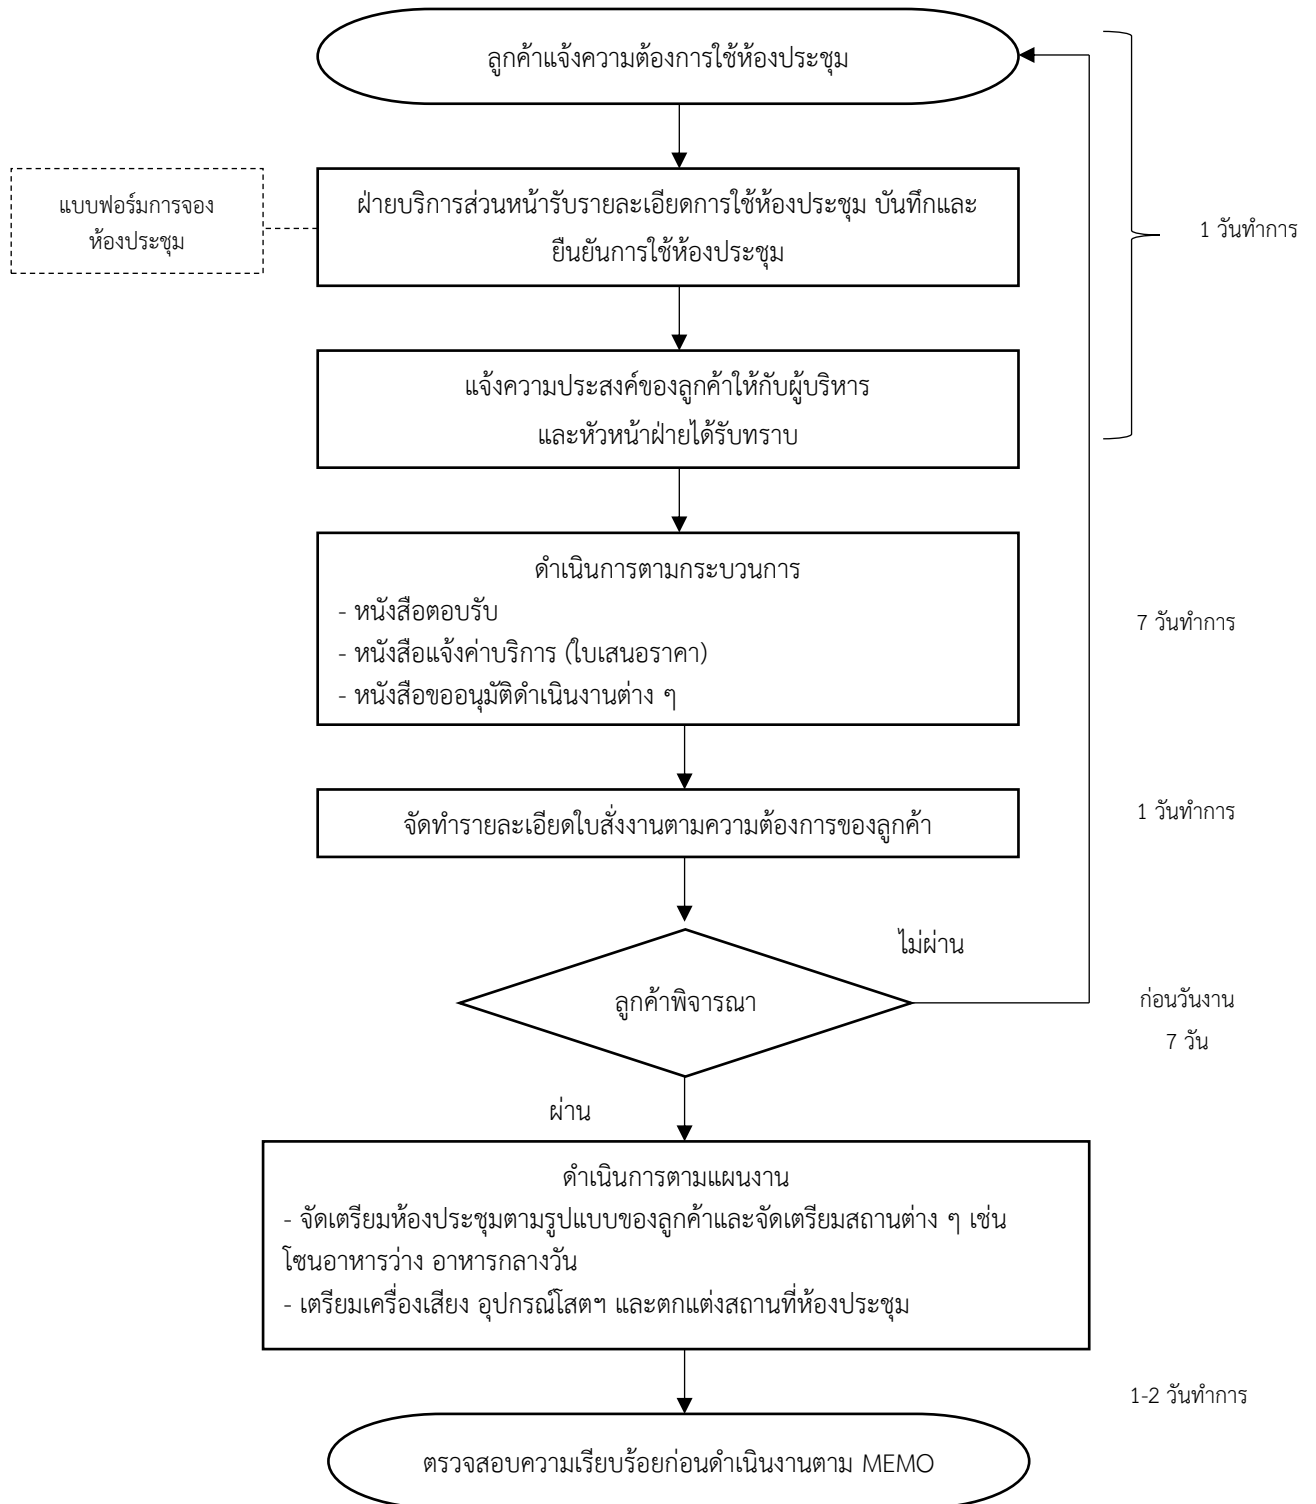 ลูกค้าแจ้งความต้องการใช้ห้องประชุม
แบบฟอร์มการจอง
ห้องประชุม
ฝ่ายบริการส่วนหน้ารับรายละเอียดการใช้ห้องประชุม บันทึกและ
ยืนยันการใช้ห้องประชุม
1 วันทำการ
แจ้งความประสงค์ของลูกค้าให้กับผู้บริหาร
และหัวหน้าฝ่ายได้รับทราบ
ดำเนินการตามกระบวนการ
- หนังสือตอบรับ
- หนังสือแจ้งค่าบริการ (ใบเสนอราคา)
- หนังสือขออนุมัติดำเนินงานต่าง ๆ
7 วันทำการ
จัดทำรายละเอียดใบสั่งงานตามความต้องการของลูกค้า
1 วันทำการ
ไม่ผ่าน
ลูกค้าพิจารณา
ก่อนวันงาน
7 วัน
ผ่าน
ดำเนินการตามแผนงาน
- จัดเตรียมห้องประชุมตามรูปแบบของลูกค้าและจัดเตรียมสถานต่าง ๆ เช่น
โซนอาหารว่าง อาหารกลางวัน
- เตรียมเครื่องเสียง อุปกรณ์โสตฯ และตกแต่งสถานที่ห้องประชุม
1-2 วันทำการ
ตรวจสอบความเรียบร้อยก่อนดำเนินงานตาม MEMO